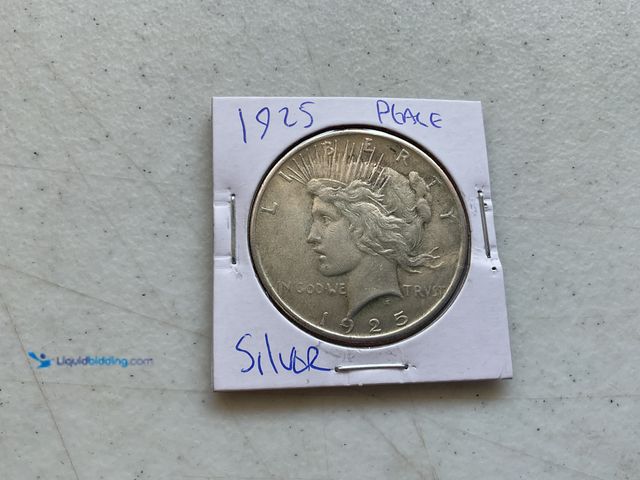 1925 PEACE
LIBERTY
IN GOD WE TRUST
1925
Silver
Liquidbidding.com